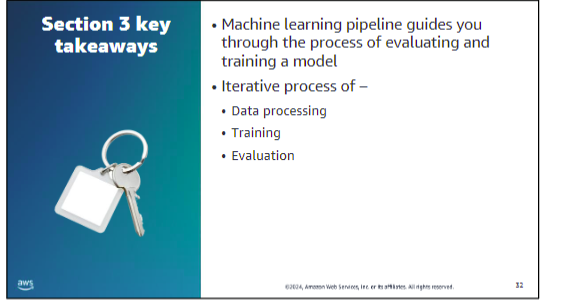 Section 3 key
takeaways
• Machine learning pipeline guides you
through the process of evaluating and
training a model
• Iterative process of –
• Data processing
• Training
• Evaluation
aws
©2024, Amazon Web Services, Inc. or its affiliates. All rights reserved.
32